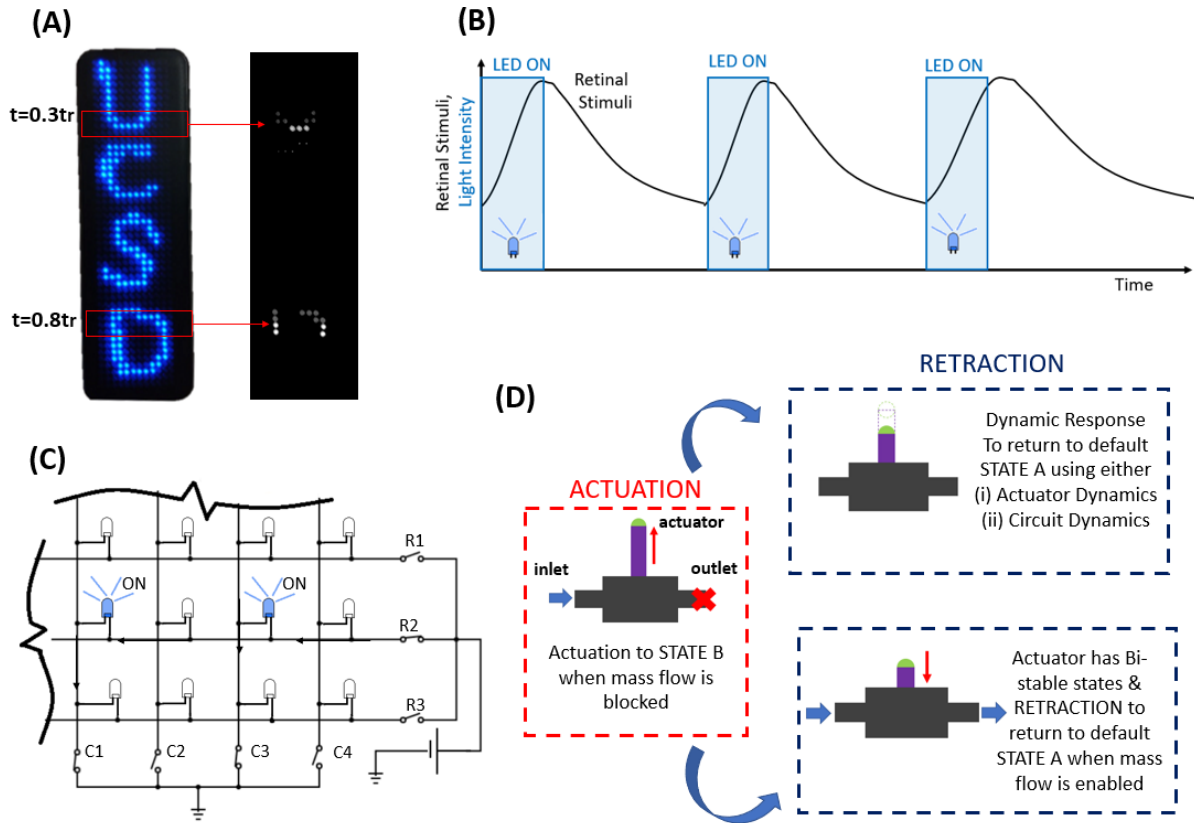 (A)
t=0.3tr
t=0.8tr
U
C
S
D
(B)
LED ON
Retinal
Stimuli
LED ON
LED ON
Retinal Stimuli,
Light Intensity
Time
(C)
ON
ON
R1
R2
R3
C1
C2
C3
C4
(D)
ACTUATION
actuator
inlet
outlet
Actuation to STATE B
when mass flow is
blocked
RETRACTION
Dynamic Response
To return to default
STATE A using either
(i) Actuator Dynamics
(ii) Circuit Dynamics
Actuator has Bi-
stable states &
RETRACTION to
return to default
STATE A when mass
flow is enabled